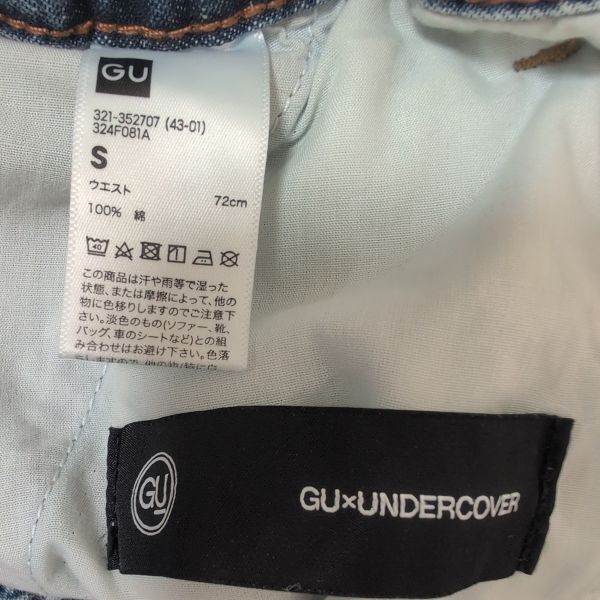 GU
321-352707 (43-01)
324F081A
S
ウエスト 72cm
100% 綿
40
この商品は汗や雨等で湿った
状態、または摩擦によって、他の
物に色移りしますのでご注意下
さい。淡色のもの(ソファー、靴、
バッグ、車のシートなど)との組
み合わせはお避け下さい。色落
GU
GU×UNDERCOVER